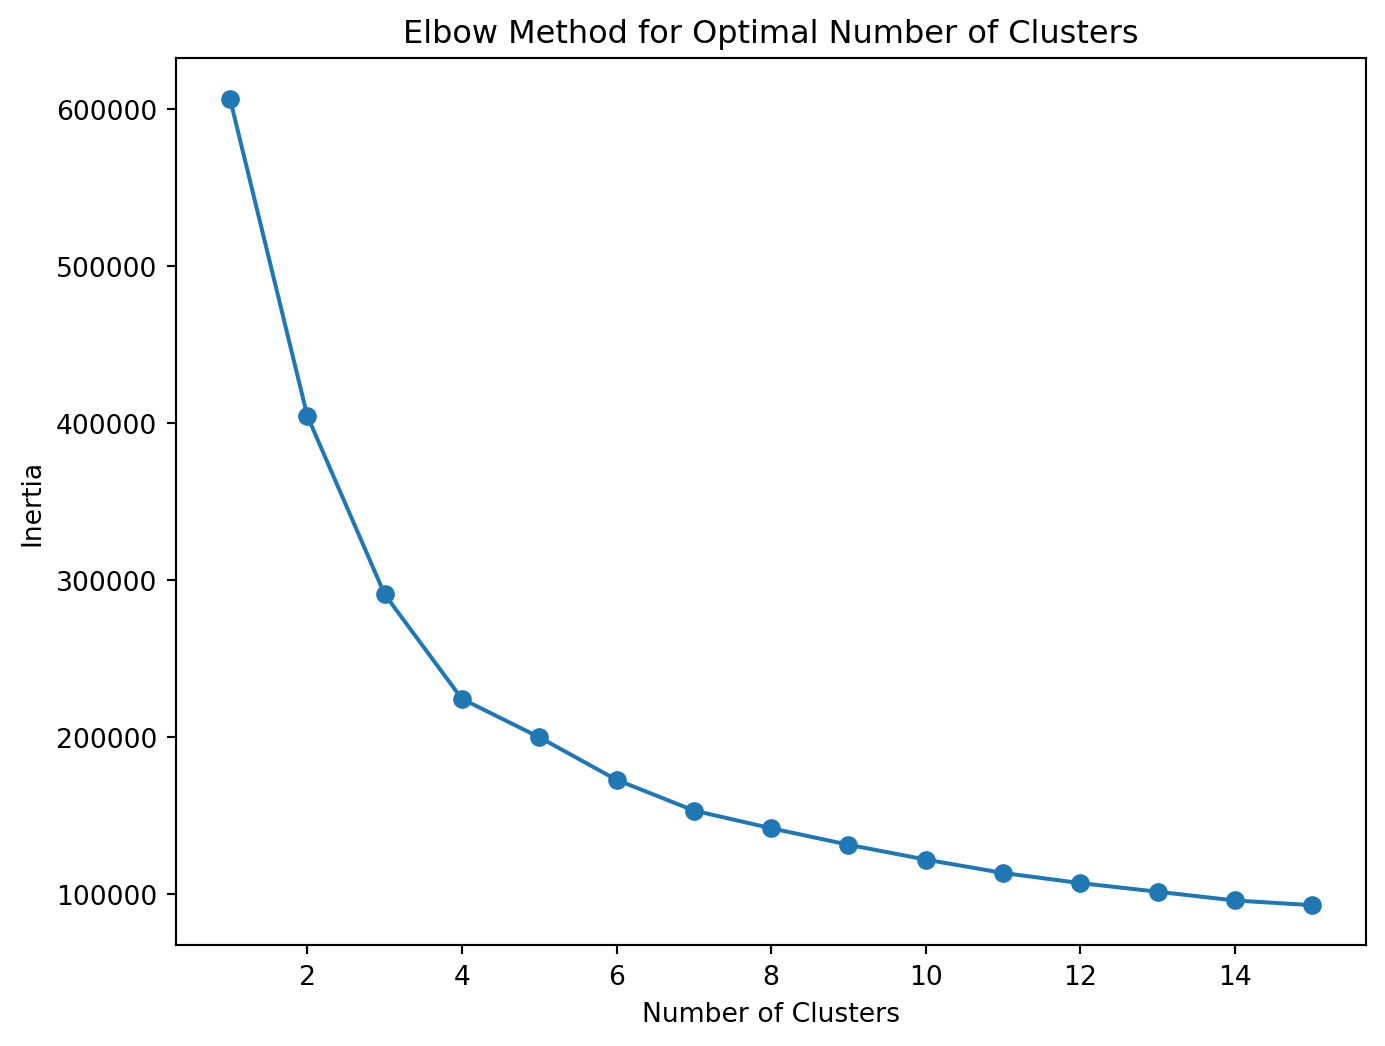 Elbow Method for Optimal Number of Clusters
600000
500000
400000
300000
200000
100000
Inertia
2 4 6 8 10 12 14
Number of Clusters